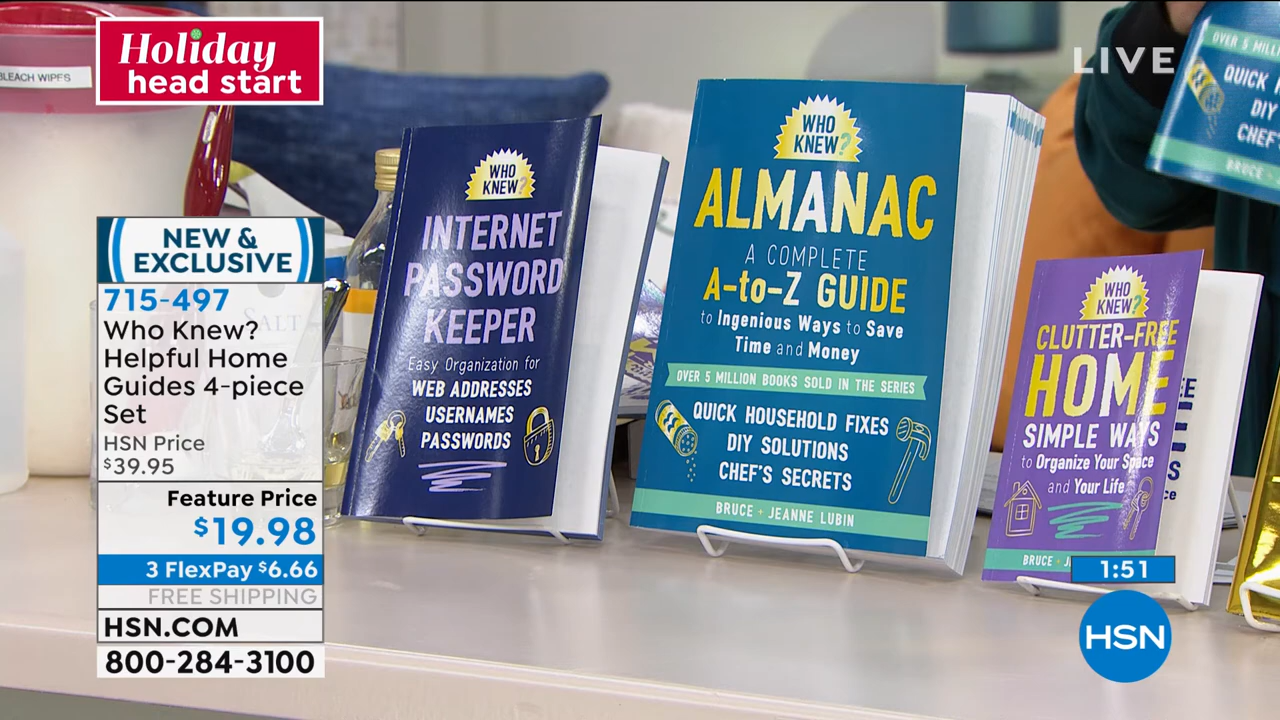 Holiday
head start
LIVE
BLEACH WIPES
NEW &
EXCLUSIVE
715-497
Who Knew?
Helpful Home
Guides 4-piece
Set
HSN Price
$39.95
Feature Price
$19.98
3 FlexPay $6.66
FREE SHIPPING
HSN.COM
800-284-3100
SALT
WHO
KNEW?
INTERNET
PASSWORD
KEEPER
Easy Organization for
WEB ADDRESSES
USERNAMES
PASSWORDS
WHO
KNEW?
ALMANAC
A COMPLETE
A-to-Z GUIDE
to Ingenious Ways to Save
Time and Money
OVER 5 MILLION BOOKS SOLD IN THE SERIES
QUICK HOUSEHOLD FIXES
DIY SOLUTIONS
CHEF'S SECRETS
BRUCE + JEANNE LUBIN
WHO
KNEW?
CLUTTER-FREE
HOME
SIMPLE WAYS
to Organize Your Space
and Your Life
BRUCE
OVER 5
QUICK
DIY
CHEF'S
BRUCE
1:51
HSN